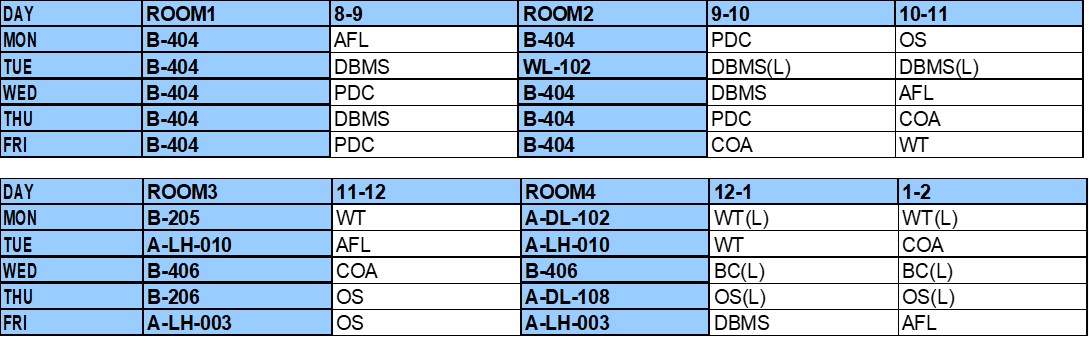 DAY ROOM1 8-9 ROOM2 9-10 10-11
MON B-404 AFL B-404 PDC OS
TUE B-404 DBMS WL-102 DBMS(L) DBMS(L)
WED B-404 PDC B-404 DBMS AFL
THU B-404 DBMS B-404 PDC COA
FRI B-404 PDC B-404 COA WT
DAY ROOM3 11-12 ROOM4 12-1 1-2
MON B-205 WT A-DL-102 WT(L) WT(L)
TUE A-LH-010 AFL A-LH-010 WT COA
WED B-406 COA B-406 BC(L) BC(L)
THU B-206 OS A-DL-108 OS(L) OS(L)
FRI A-LH-003 OS A-LH-003 DBMS AFL